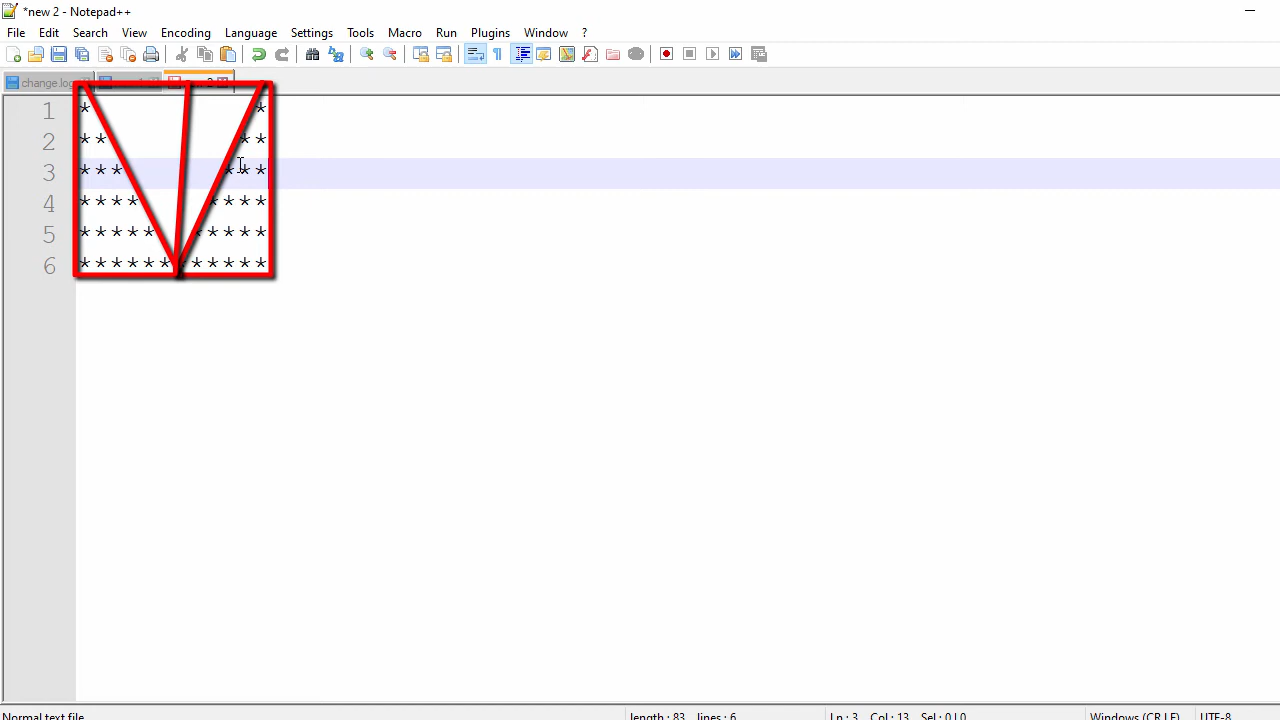 *new 2 - Notepad++
File Edit Search View Encoding Language Settings Tools Macro Run Plugins Window ?
change.log
1 *          *
2 **        **
3 ***      ***
4 ****    ****
5 *****  *****
6 ************
Normal text file length : 83 lines : 6 Ln : 3 Col : 13 Sel : 0 | 0 Windows (CR LF) UTF-8